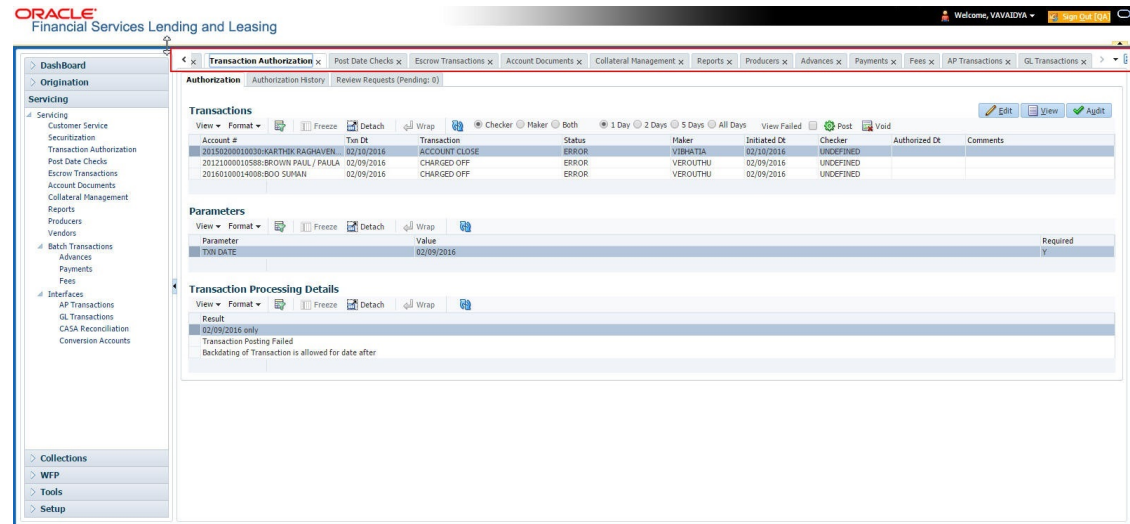 ORACLE
Financial Services Lending and Leasing
Welcome, VAVAIDYA
Sign Out [QA]
Transaction Authorization x Post Date Checks x Escrow Transactions x Account Documents x Collateral Management x Reports x Producers x Advances x Payments x Fees x AP Transactions x GL Transactions x
DashBoard
Origination
Servicing
Servicing
Customer Service
Securitization
Transaction Authorization
Post Date Checks
Escrow Transactions
Account Documents
Collateral Management
Reports
Producers
Vendors
Batch Transactions
Advances
Payments
Fees
Interfaces
AP Transactions
GL Transactions
CASA Reconciliation
Conversion Accounts
Collections
WFP
Tools
Setup
Authorization Authorization History Review Requests (Pending: 0)
Transactions
Edit View Audit
View Format Freeze Detach Wrap Checker Maker Both 1 Day 2 Days 5 Days All Days View Failed Post Void
Account # Txn Dt Transaction Status Maker Initiated Dt Checker Authorized Dt Comments
20150200010030:KARTHIK RAGHAVEN... 02/10/2016 ACCOUNT CLOSE ERROR VIBHATIA 02/10/2016 UNDEFINED
20121000010588:BROWN PAUL / PAULA 02/09/2016 CHARGED OFF ERROR VEROUTHU 02/09/2016 UNDEFINED
20160100014008:BOO SUMAN 02/09/2016 CHARGED OFF ERROR VEROUTHU 02/09/2016 UNDEFINED
Parameters
View Format Freeze Detach Wrap
Parameter Value Required
TXN DATE 02/09/2016 Y
Transaction Processing Details
View Format Freeze Detach Wrap
Result
02/09/2016 only
Transaction Posting Failed
Backdating of Transaction is allowed for date after